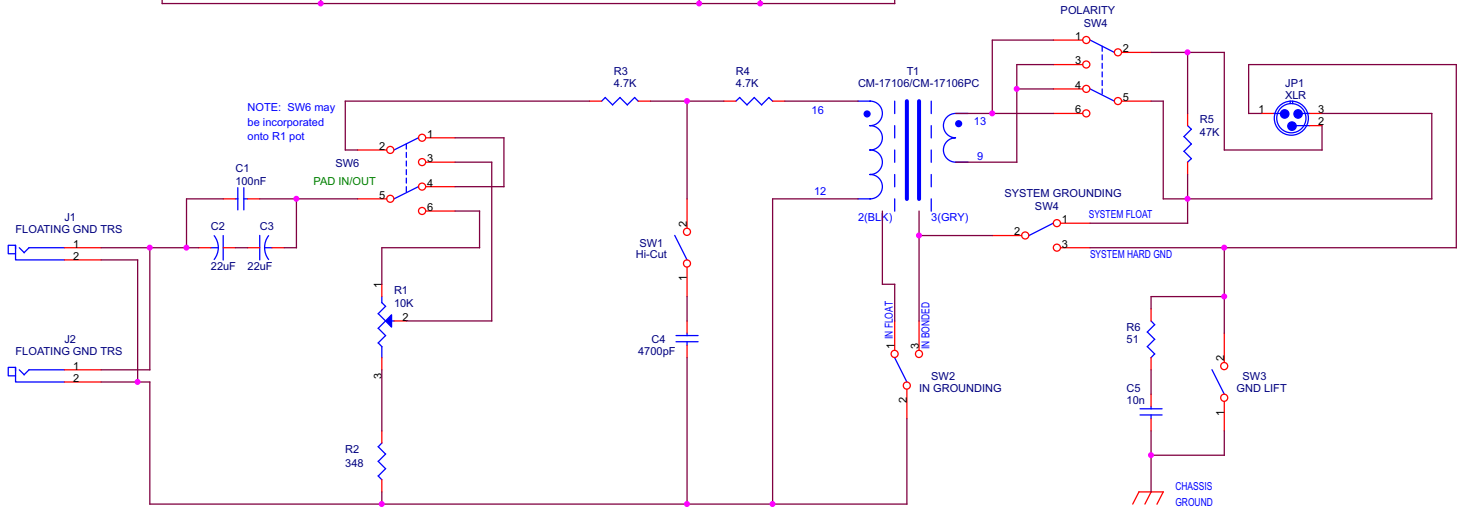 POLARITY
SW4
1
2
3
4
5
6
R3
4.7K
R4
4.7K
T1
CM-17106/CM-17106PC
16
12
13
9
2(BLK)
3(GRY)
JP1
XLR
1
3
2
R5
47K
NOTE: SW6 may
be incorporated
onto R1 pot
SW6
PAD IN/OUT
1
2
3
4
5
6
C1
100nF
C2
22uF
C3
22uF
J1
FLOATING GND TRS
1
2
J2
FLOATING GND TRS
1
2
R1
10K
1
2
3
R2
348
SW1
Hi-Cut
2
1
C4
4700pF
SYSTEM GROUNDING
SW4
1
2
3
SYSTEM FLOAT
SYSTEM HARD GND
IN FLOAT
IN BONDED
1
3
2
SW2
IN GROUNDING
R6
51
C5
10n
2
1
SW3
GND LIFT
CHASSIS
GROUND